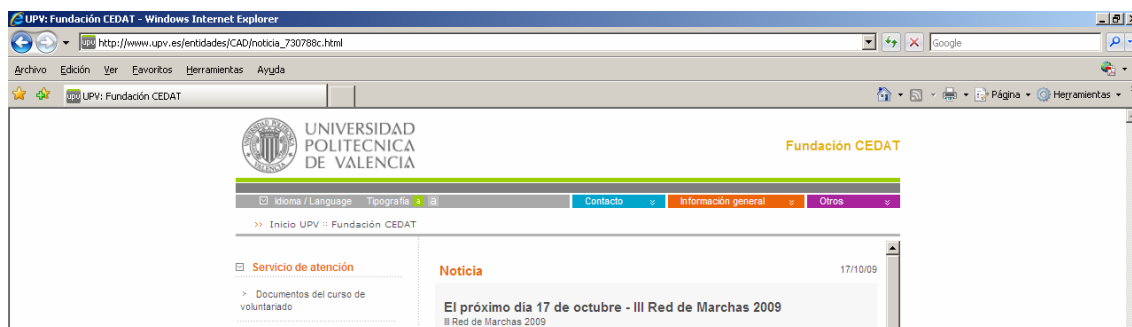 UPV: Fundación CEDAT - Windows Internet Explorer
http://www.upv.es/entidades/CAD/noticia_730788c.html
Google
Archivo Edición Ver Favoritos Herramientas Ayuda
UPV: Fundación CEDAT
Página Herramientas
UNIVERSIDAD
POLITECNICA
DE VALENCIA
Fundación CEDAT
Idioma / Language Tipografía a a
Contacto Información general Otros
>> Inicio UPV :: Fundación CEDAT
Servicio de atención
> Documentos del curso de
voluntariado
Noticia 17/10/09
El próximo día 17 de octubre - III Red de Marchas 2009
II Red de Marchas 2009